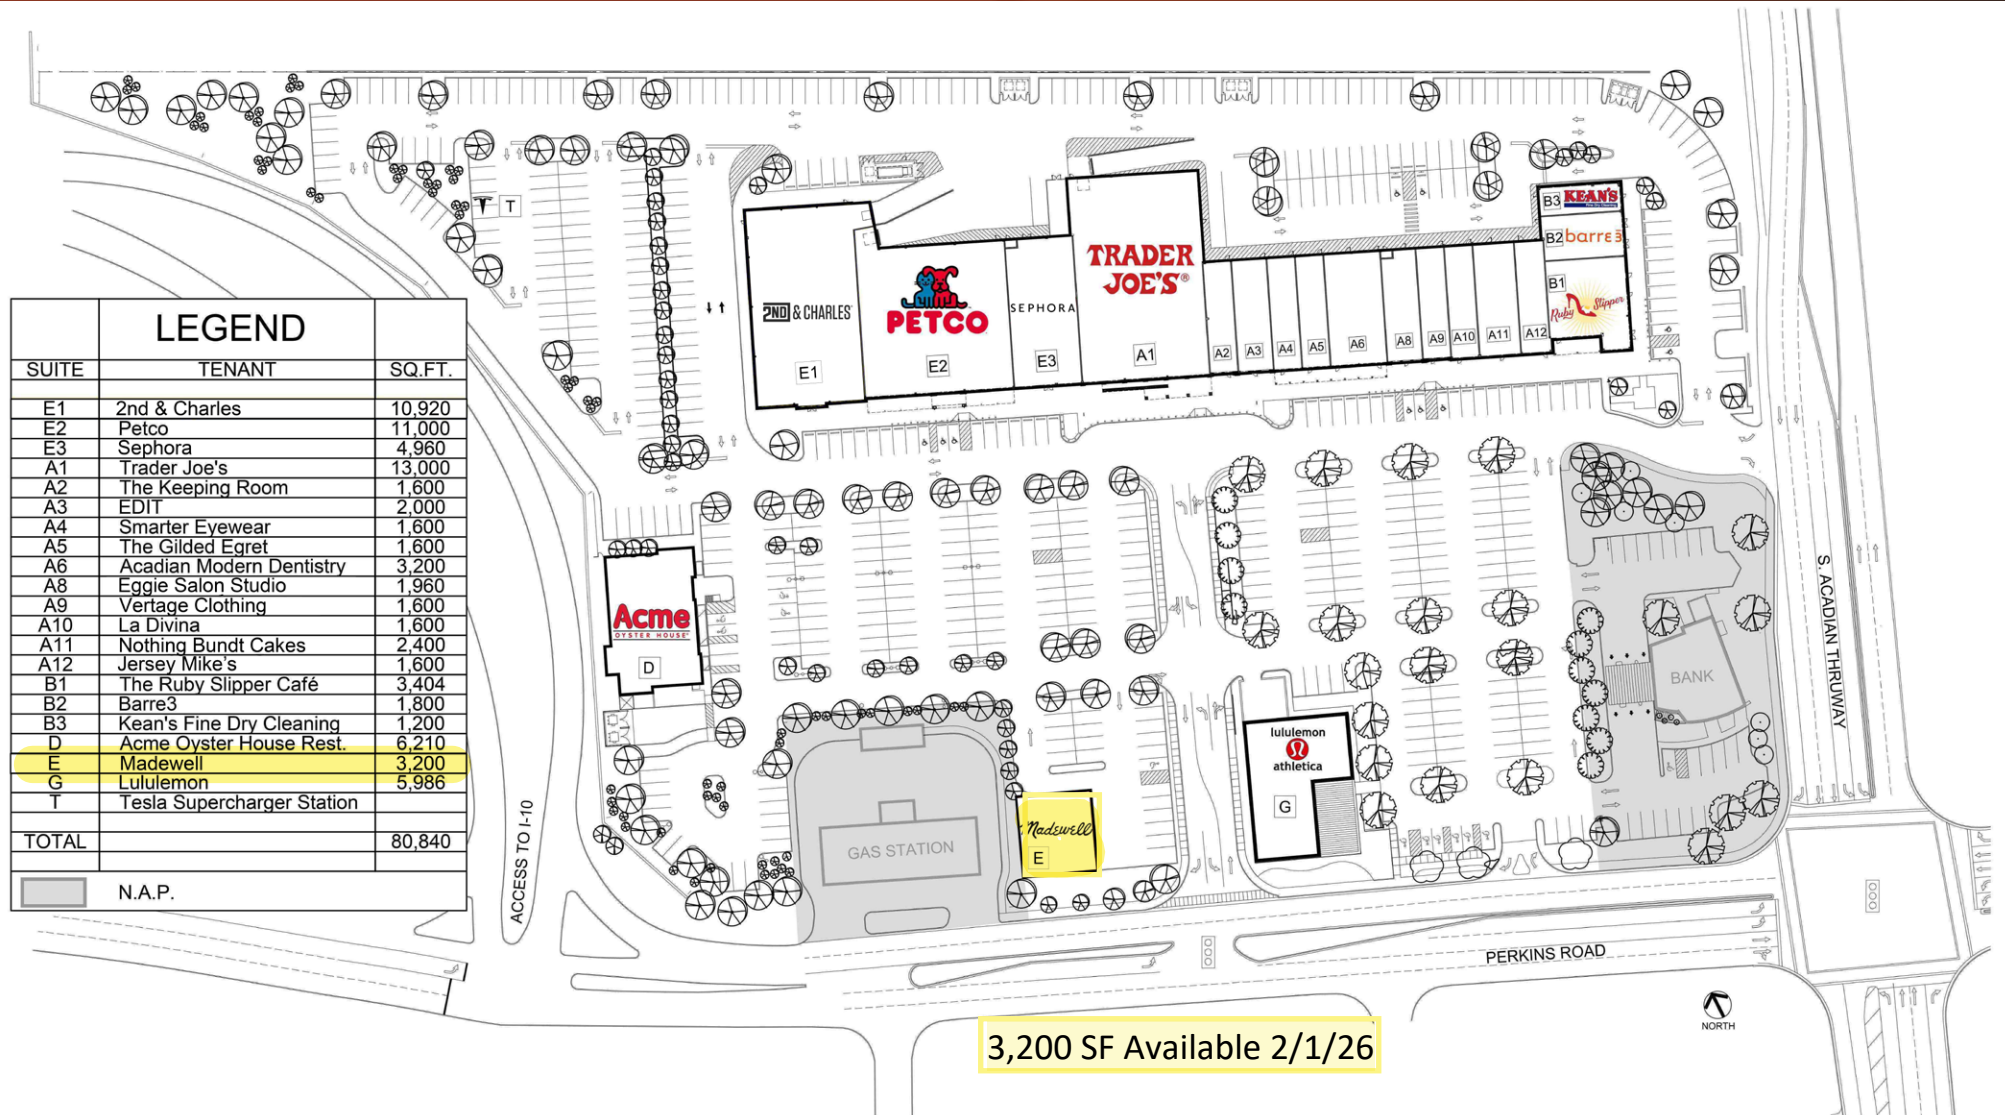 LEGEND
SUITE TENANT SQ.FT.
E1 2nd & Charles 10,920
E2 Petco 11,000
E3 Sephora 4,960
A1 Trader Joe's 13,000
A2 The Keeping Room 1,600
A3 EDIT 2,000
A4 Smarter Eyewear 1,600
A5 The Gilded Egret 1,600
A6 Acadian Modern Dentistry 3,200
A8 Eggie Salon Studio 1,960
A9 Vertage Clothing 1,600
A10 La Divina 1,600
A11 Nothing Bundt Cakes 2,400
A12 Jersey Mike's 1,600
B1 The Ruby Slipper Café 3,404
B2 Barre3 1,800
B3 Kean's Fine Dry Cleaning 1,200
D Acme Oyster House Rest. 6,210
E Madewell 3,200
G Lululemon 5,986
T Tesla Supercharger Station
TOTAL 80,840
N.A.P.
T
2ND & CHARLES
E1
PETCO
E2
SEPHORA
E3
TRADER
JOE'S®
A1
A2
A3
A4
A5
A6
A8
A9
A10
A11
A12
B3 KEAN'S
B2 barre3
B1
Ruby Slipper
Acme
OYSTER HOUSE
D
GAS STATION
Madewell
E
lululemon
athletica
G
BANK
S. ACADIAN THRUWAY
ACCESS TO I-10
PERKINS ROAD
NORTH
3,200 SF Available 2/1/26